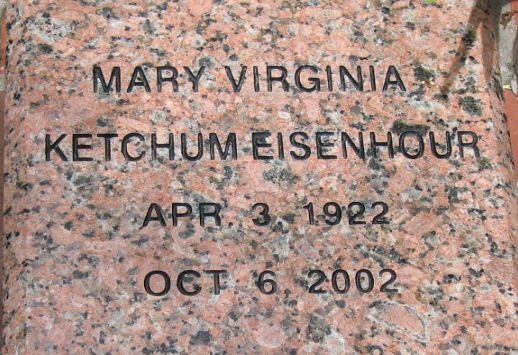 MARY VIRGINIA
KETCHUM EISENHOUR
APR. 3, 1922
OCT 6, 2002